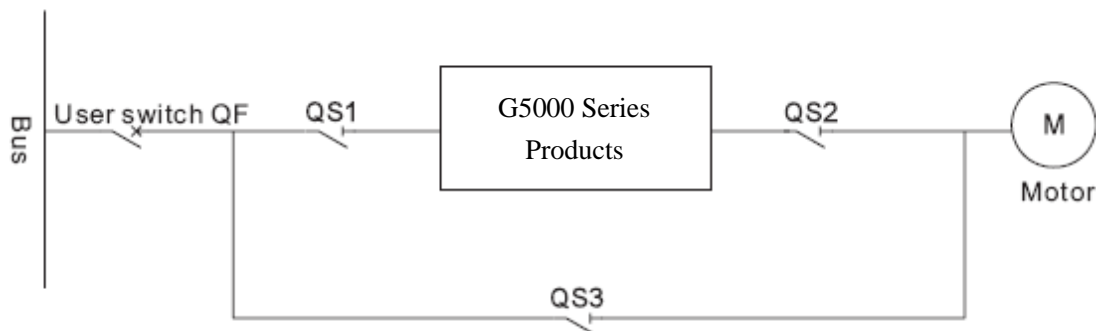 Bus
User switch QF
QS1
G5000 Series
Products
QS2
M
Motor
QS3